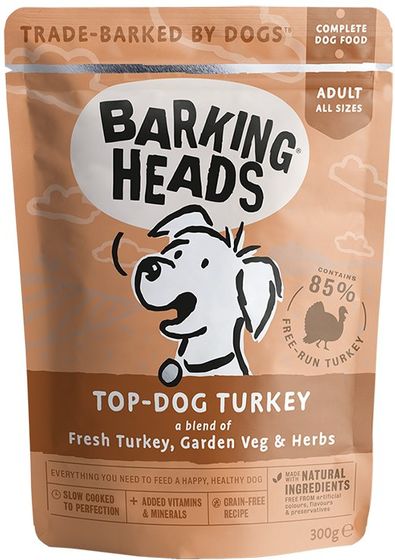 TRADE-BARKED BY DOGS™
COMPLETE
DOG FOOD
ADULT
ALL SIZES
BARKING
HEADS®
CONTAINS
85%
FREE-RUN TURKEY
TOP-DOG TURKEY
a blend of
Fresh Turkey, Garden Veg & Herbs
EVERYTHING YOU NEED TO FEED A HAPPY, HEALTHY DOG
SLOW COOKED
TO PERFECTION
+ ADDED VITAMINS
& MINERALS
GRAIN-FREE
RECIPE
MADE WITH
NATURAL
INGREDIENTS
FREE FROM artificial
colours, flavours
& preservatives
300g e